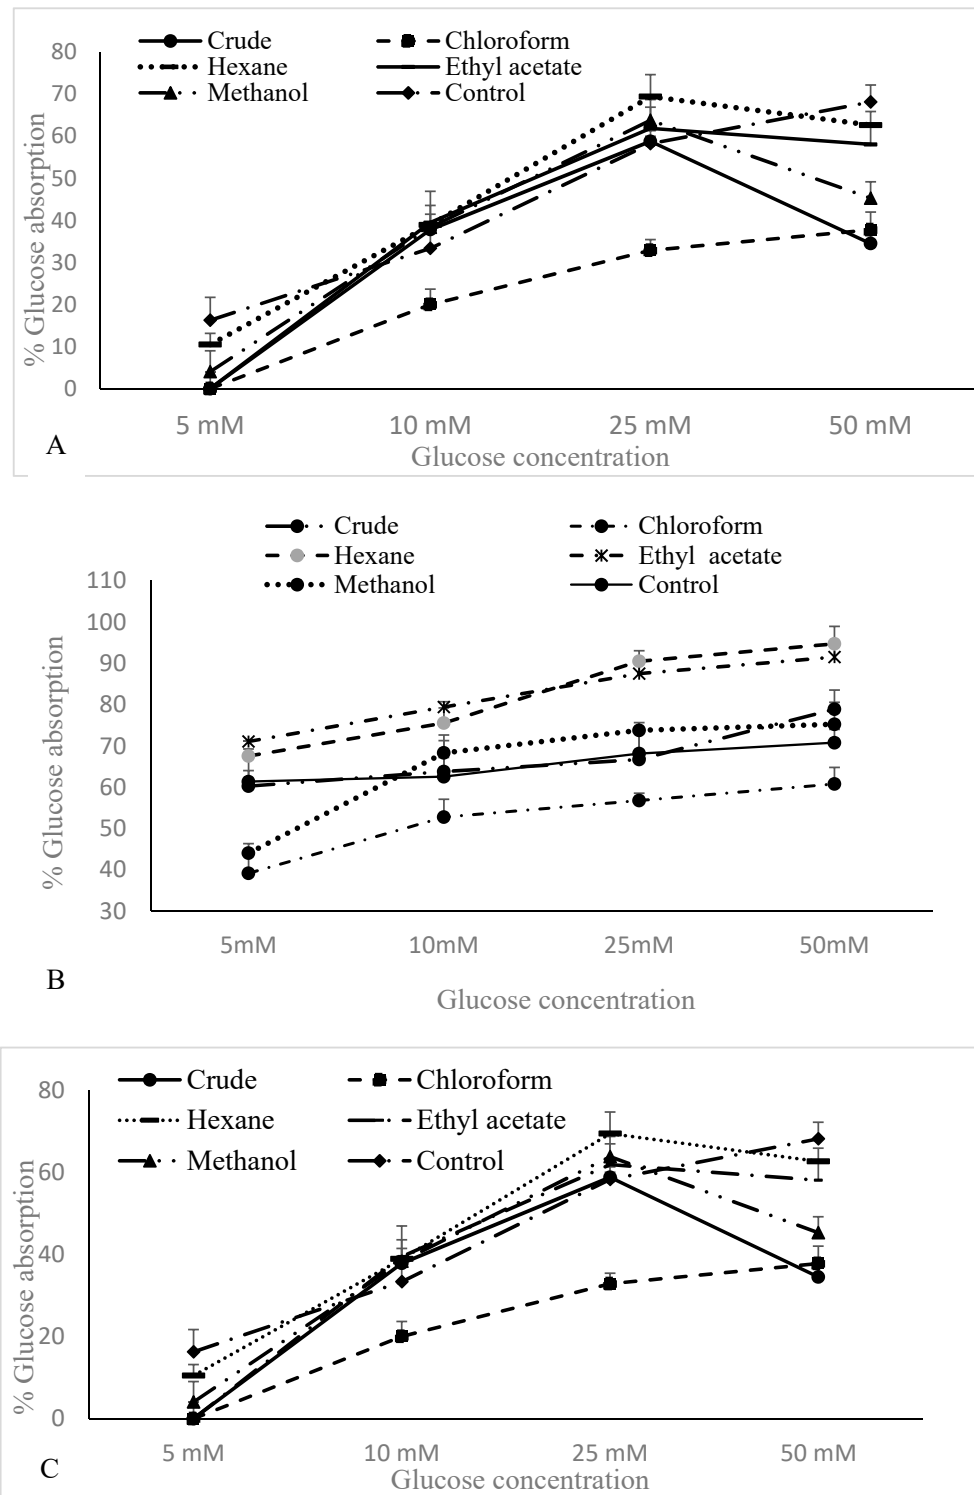 Crude Chloroform
Hexane Ethyl acetate
Methanol Control
80
70
60
50
40
30
20
10
0
% Glucose absorption
5 mM 10 mM 25 mM 50 mM
Glucose concentration
A
Crude Chloroform
Hexane Ethyl acetate
Methanol Control
110
100
90
80
70
60
50
40
30
% Glucose absorption
5mM 10mM 25mM 50mM
Glucose concentration
B
Crude Chloroform
Hexane Ethyl acetate
Methanol Control
80
60
40
20
0
% Glucose absorption
5 mM 10 mM 25 mM 50 mM
Glucose concentration
C